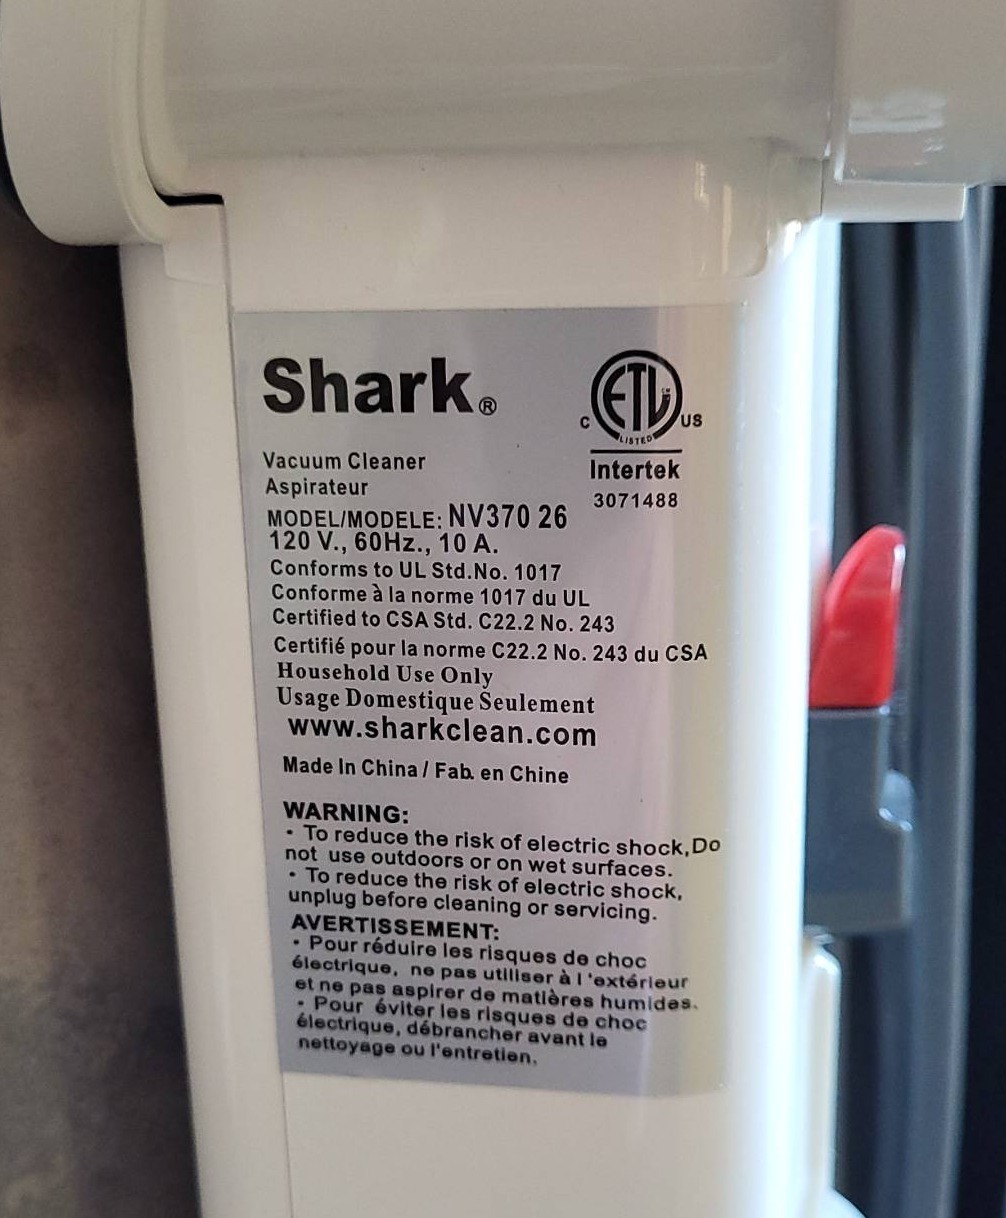 Shark®
C ETL US
LISTED
Intertek
3071488
Vacuum Cleaner
Aspirateur
MODEL/MODELE: NV370 26
120 V., 60Hz., 10 A.
Conforms to UL Std.No. 1017
Conforme à la norme 1017 du UL
Certified to CSA Std. C22.2 No. 243
Certifié pour la norme C22.2 No. 243 du CSA
Household Use Only
Usage Domestique Seulement
www.sharkclean.com
Made In China / Fab. en Chine
WARNING:
• To reduce the risk of electric shock,Do
not use outdoors or on wet surfaces.
• To reduce the risk of electric shock,
unplug before cleaning or servicing.
AVERTISSEMENT:
• Pour réduire les risques de choc
électrique, ne pas utiliser à l'extérieur
et ne pas aspirer de matières humides.
• Pour éviter les risques de choc
électrique, débrancher avant le
nettoyage ou l'entretien.